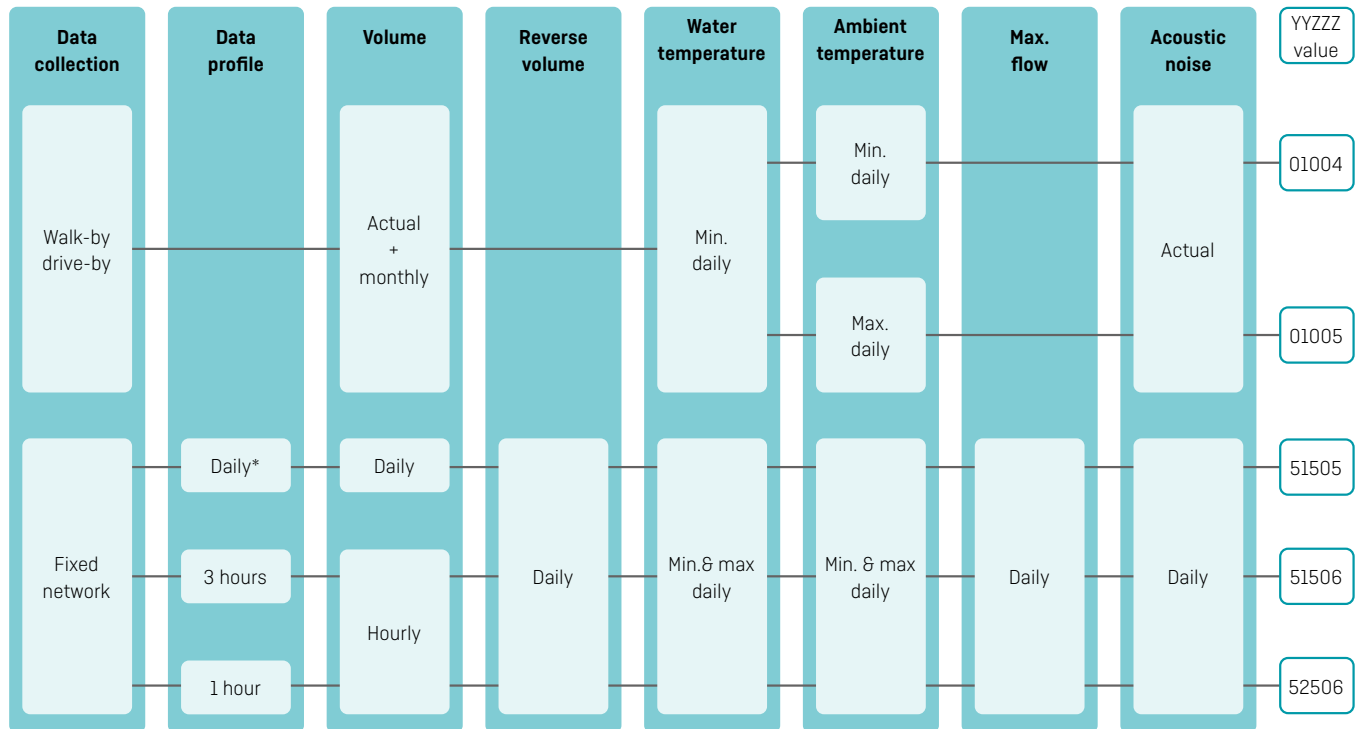 Data
collection
Data
profile
Volume
Reverse
volume
Water
temperature
Ambient
temperature
Max.
flow
Acoustic
noise
YYZZZ
value
Walk-by
drive-by
Actual
+
monthly
Min.
daily
Min.
daily
Max.
daily
Actual
01004
01005
Fixed
network
Daily*
3 hours
1 hour
Daily
Hourly
Daily
Min.& max
daily
Min. & max
daily
Daily
Daily
51505
51506
52506